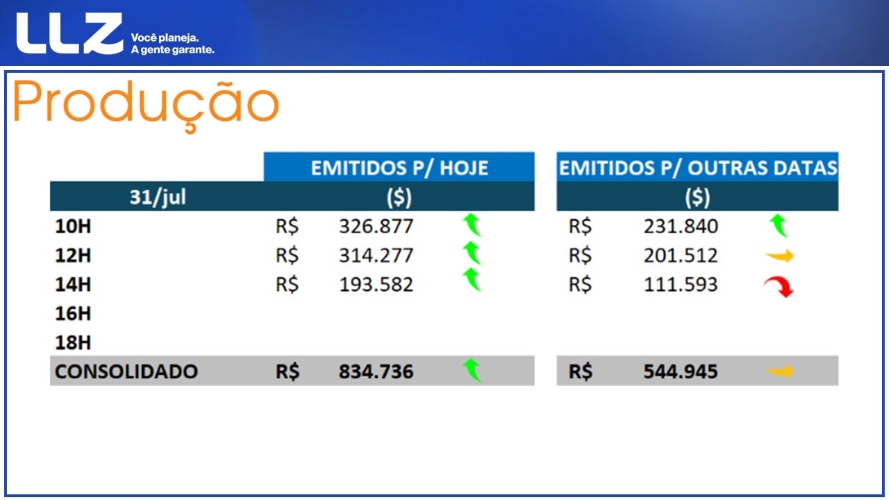 LLZ Você planeja.
A gente garante.
Produção
EMITIDOS P/ HOJE EMITIDOS P/ OUTRAS DATAS
31/jul ($) ($)
10H R$ 326.877 R$ 231.840
12H R$ 314.277 R$ 201.512
14H R$ 193.582 R$ 111.593
16H
18H
CONSOLIDADO R$ 834.736 R$ 544.945